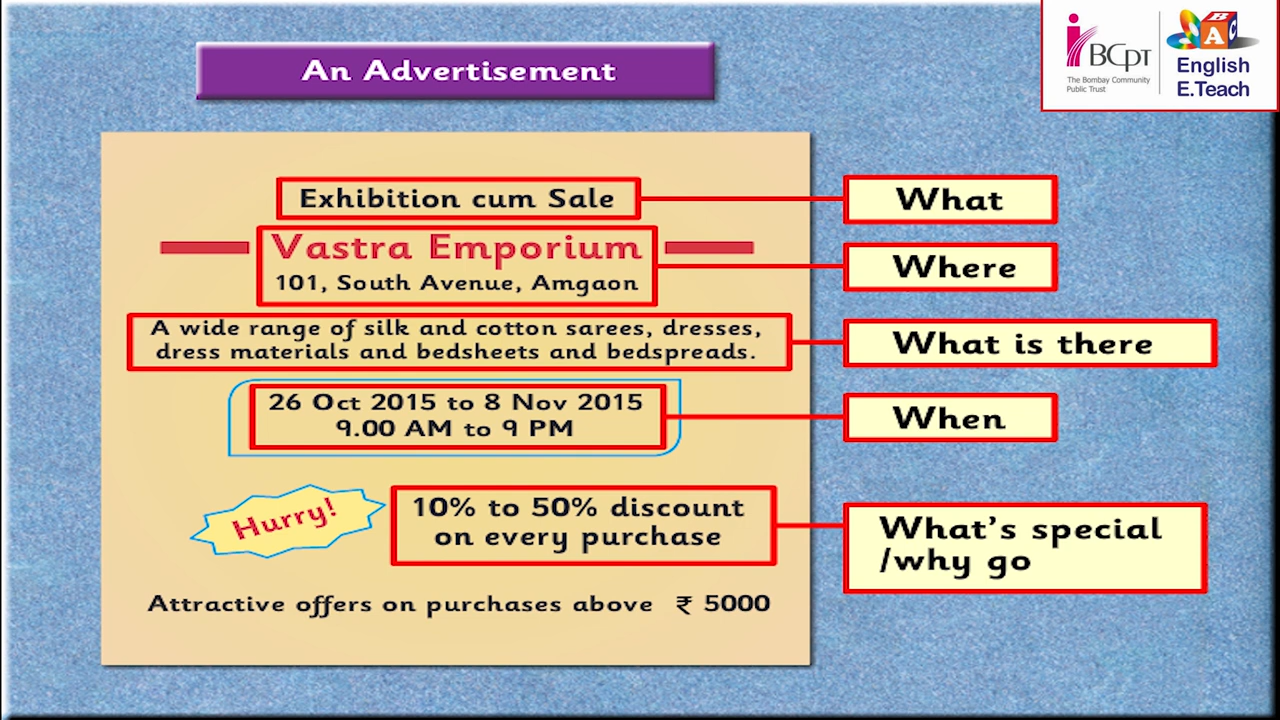 An Advertisement
BCPT
The Bombay Community
Public Trust
A B C
English
E.Teach
Exhibition cum Sale
What
Vastra Emporium
101, South Avenue, Amgaon
Where
A wide range of silk and cotton sarees, dresses,
dress materials and bedsheets and bedspreads.
What is there
26 Oct 2015 to 8 Nov 2015
9.00 AM to 9 PM
When
Hurry!
10% to 50% discount
on every purchase
What's special
/why go
Attractive offers on purchases above ₹ 5000